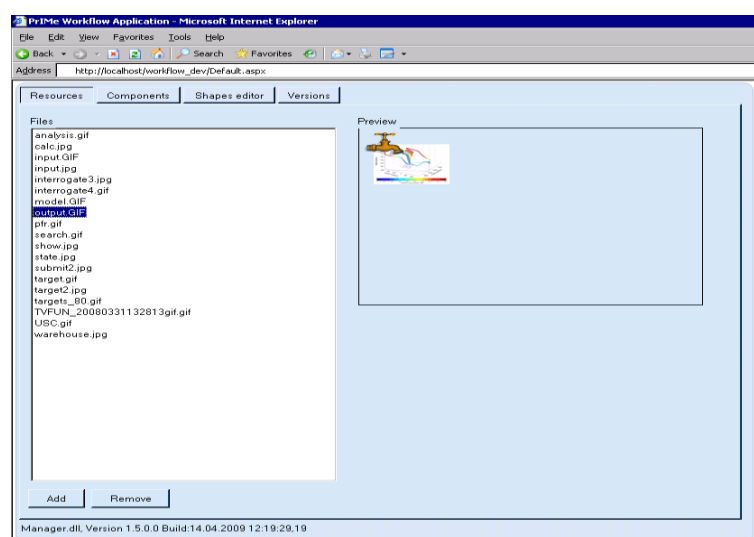 PrIMe Workflow Application - Microsoft Internet Explorer
File Edit View Favorites Tools Help
Back Search Favorites
Address http://localhost/workflow_dev/Default.aspx
Resources Components Shapes editor Versions
Files Preview
analysis.gif
calc.jpg
input.GIF
input.jpg
interrogate3.jpg
interrogate4.gif
model.GIF
output.GIF
pfr.gif
search.gif
show.jpg
state.jpg
submit2.jpg
target.gif
target2.jpg
targets_80.gif
TVFUN_20080331132813gif.gif
USC.gif
warehouse.jpg
Add Remove
Manager.dll, Version 1.5.0.0 Build:14.04.2009 12:19:29,19